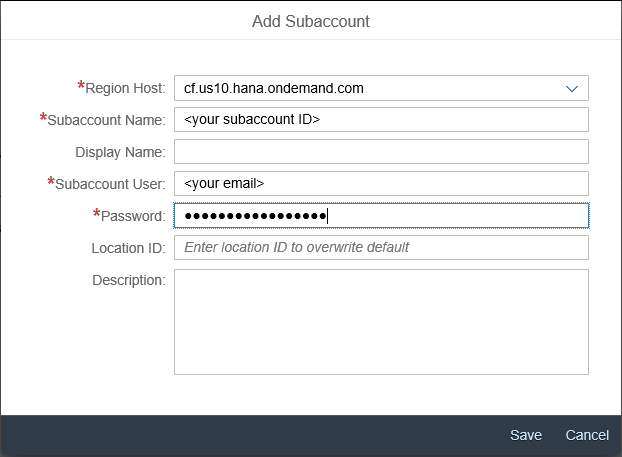 Add Subaccount
*Region Host: cf.us10.hana.ondemand.com
*Subaccount Name: <your subaccount ID>
Display Name:
*Subaccount User: <your email>
*Password: ●●●●●●●●●●●●●●●●●
Location ID: Enter location ID to overwrite default
Description:
Save Cancel